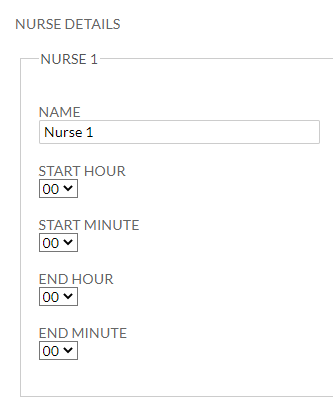 NURSE DETAILS
NURSE 1
NAME
Nurse 1
START HOUR
00
START MINUTE
00
END HOUR
00
END MINUTE
00